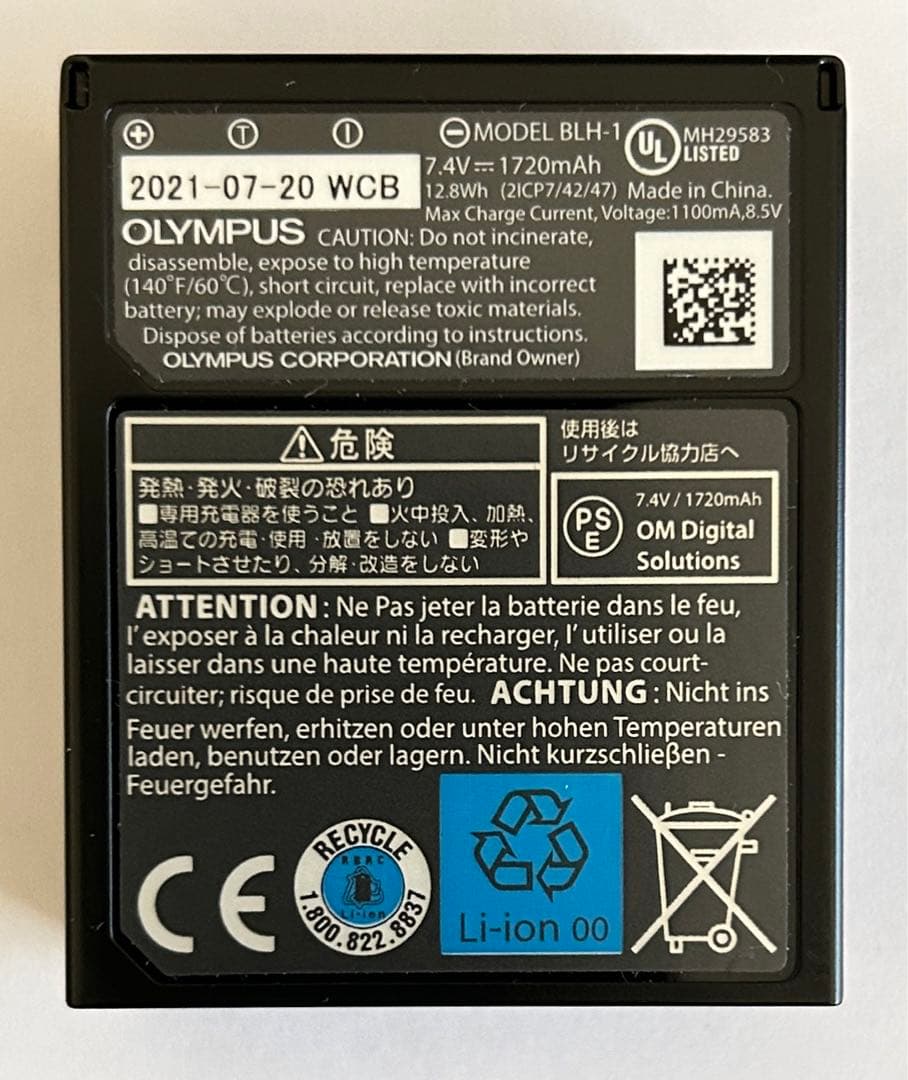 + T I − MODEL BLH-1
UL MH29583
LISTED
2021-07-20 WCB
7.4V⎓1720mAh
12.8Wh (2ICP7/42/47) Made in China.
Max Charge Current, Voltage:1100mA,8.5V
OLYMPUS CAUTION: Do not incinerate,
disassemble, expose to high temperature
(140°F/60℃), short circuit, replace with incorrect
battery; may explode or release toxic materials.
Dispose of batteries according to instructions.
OLYMPUS CORPORATION (Brand Owner)
⚠危険
発熱・発火・破裂の恐れあり
■専用充電器を使うこと ■火中投入、加熱、
高温での充電・使用・放置をしない ■変形や
ショートさせたり、分解・改造をしない
使用後は
リサイクル協力店へ
PS
E
7.4V / 1720mAh
OM Digital
Solutions
ATTENTION : Ne Pas jeter la batterie dans le feu,
l'exposer à la chaleur ni la recharger, l'utiliser ou la
laisser dans une haute température. Ne pas court-
circuiter; risque de prise de feu. ACHTUNG : Nicht ins
Feuer werfen, erhitzen oder unter hohen Temperaturen
laden, benutzen oder lagern. Nicht kurzschließen -
Feuergefahr.
CE
RECYCLE
RBRC
Li-ion
1.800.822.8837
Li-ion 00